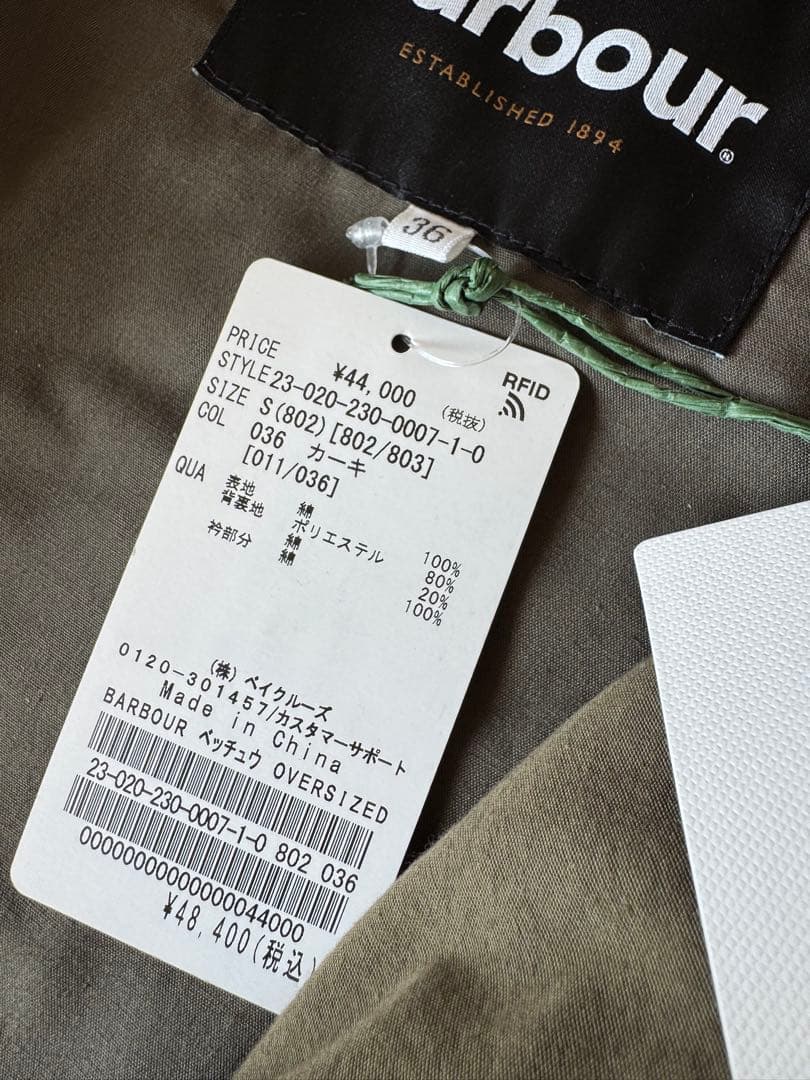 arbour®
ESTABLISHED 1894
36
RFID
PRICE ¥44,000 (税抜)
STYLE 23-020-230-0007-1-0
SIZE S(802)[802/803]
COL 036 カーキ
[011/036]
QUA 表地 綿 100%
背裏地 ポリエステル 80%
綿 20%
衿部分 綿 100%
(株)ベイクルーズ
0120-301457/カスタマーサポート
Made in China
BARBOUR ベッチュウ OVERSIZED
23-020-230-0007-1-0 802 036
0000000000000044000
¥48,400(税込)